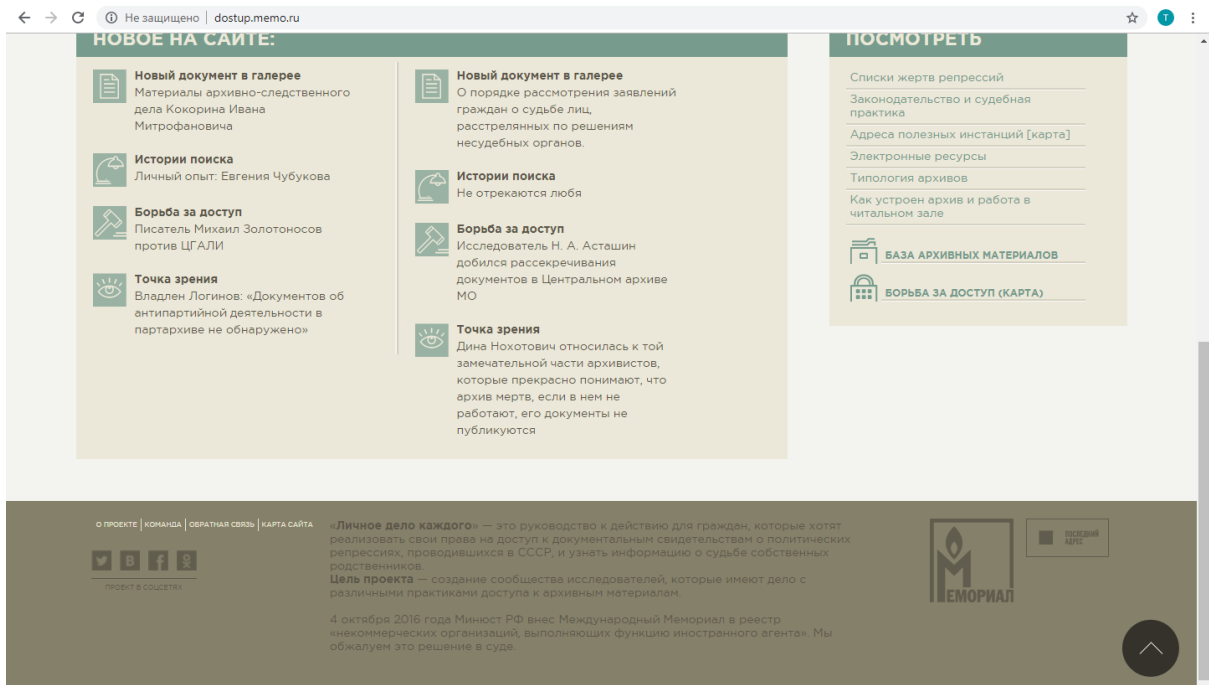 Не защищено | dostup.memo.ru
Т
НОВОЕ НА САЙТЕ:
Новый документ в галерее
Материалы архивно-следственного
дела Кокорина Ивана
Митрофановича
Истории поиска
Личный опыт: Евгения Чубукова
Борьба за доступ
Писатель Михаил Золотоносов
против ЦГАЛИ
Точка зрения
Владлен Логинов: «Документов об
антипартийной деятельности в
партархиве не обнаружено»
Новый документ в галерее
О порядке рассмотрения заявлений
граждан о судьбе лиц,
расстрелянных по решениям
несудебных органов.
Истории поиска
Не отрекаются любя
Борьба за доступ
Исследователь Н. А. Асташин
добился рассекречивания
документов в Центральном архиве
МО
Точка зрения
Дина Нохотович относилась к той
замечательной части архивистов,
которые прекрасно понимают, что
архив мертв, если в нем не
работают, его документы не
публикуются
ПОСМОТРЕТЬ
Списки жертв репрессий
Законодательство и судебная
практика
Адреса полезных инстанций [карта]
Электронные ресурсы
Типология архивов
Как устроен архив и работа в
читальном зале
БАЗА АРХИВНЫХ МАТЕРИАЛОВ
БОРЬБА ЗА ДОСТУП (КАРТА)
О ПРОЕКТЕ | КОМАНДА | ОБРАТНАЯ СВЯЗЬ | КАРТА САЙТА
ПРОЕКТ В СОЦСЕТЯХ
«Личное дело каждого» — это руководство к действию для граждан, которые хотят
реализовать свои права на доступ к документальным свидетельствам о политических
репрессиях, проводившихся в СССР, и узнать информацию о судьбе собственных
родственников.
Цель проекта — создание сообщества исследователей, которые имеют дело с
различными практиками доступа к архивным материалам.
4 октября 2016 года Минюст РФ внес Международный Мемориал в реестр
«некоммерческих организаций, выполняющих функцию иностранного агента». Мы
обжалуем это решение в суде.
МЕМОРИАЛ
ПОСЛЕДНИЙ
АДРЕС